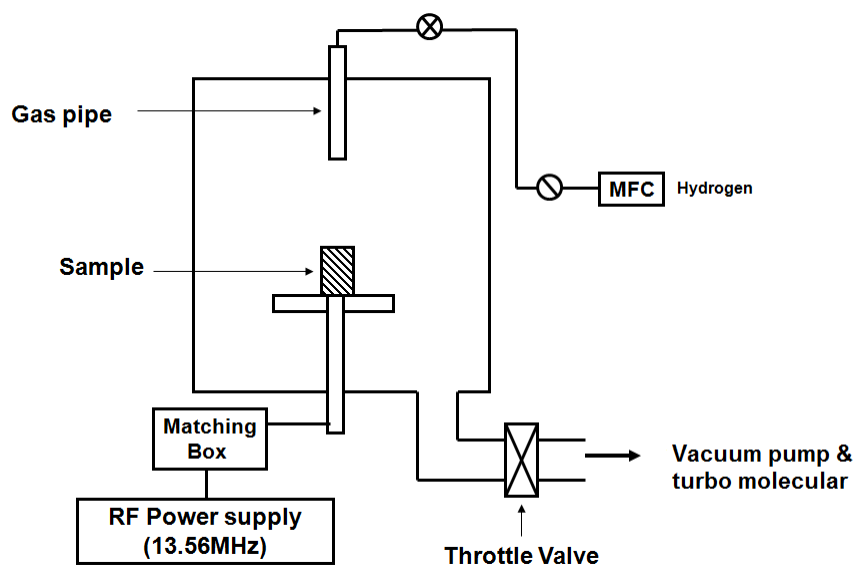 Gas pipe
MFC
Hydrogen
Sample
Matching
Box
Vacuum pump &
turbo molecular
RF Power supply
(13.56MHz)
Throttle Valve